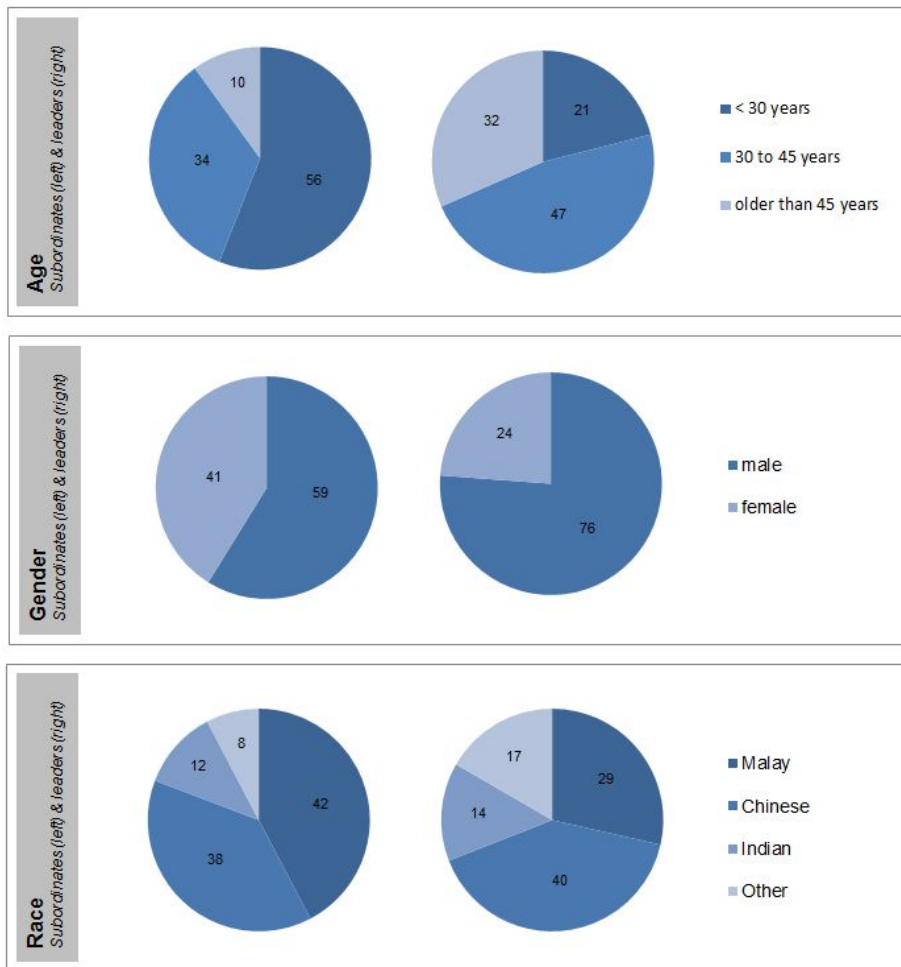 Age
Subordinates (left) & leaders (right)
10
34
56
32
21
47
< 30 years
30 to 45 years
older than 45 years
Gender
Subordinates (left) & leaders (right)
41
59
24
76
male
female
Race
Subordinates (left) & leaders (right)
8
12
42
38
17
29
14
40
Malay
Chinese
Indian
Other